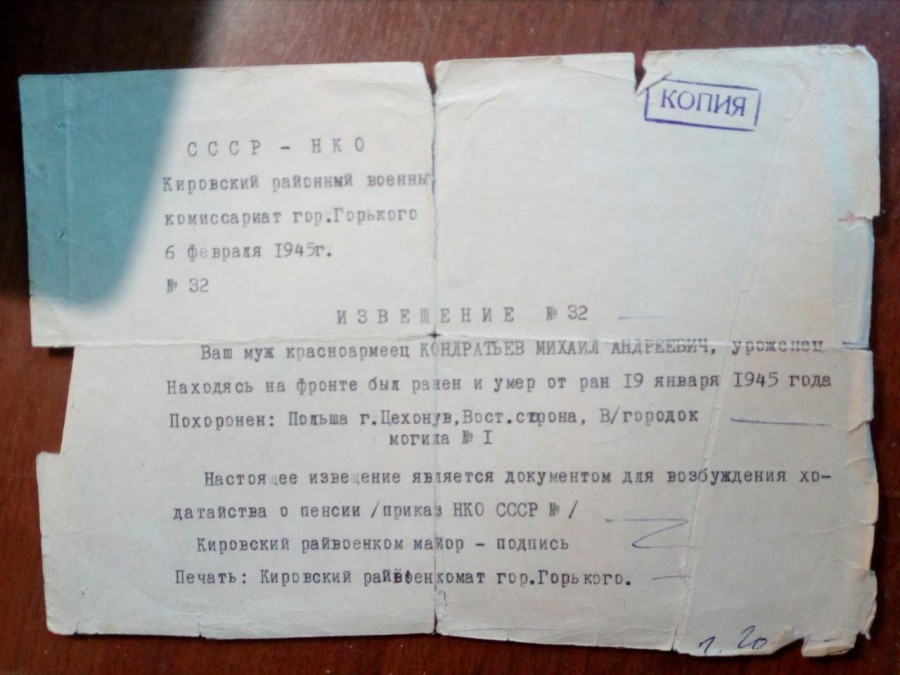 КОПИЯ
СССР - НКО
Кировский районный военны
комиссариат гор.Горького
6 февраля 1945г.
№ 32
ИЗВЕЩЕНИЕ № 32
Ваш муж красноармеец КОНДРАТЬЕВ МИХАИЛ АНДРЕЕВИЧ, уроженец
Находясь на фронте был ранен и умер от ран 19 января 1945 года
Похоронен: Польша г.Цехонув,Вост.строна, В/городок
могила № I
Настоящее извещение является документом для возбуждения хо-
датайства о пенсии /приказ НКО СССР № /
Кировский райвоенком майор - подпись
Печать: Кировский райвоенкомат гор.Горького.